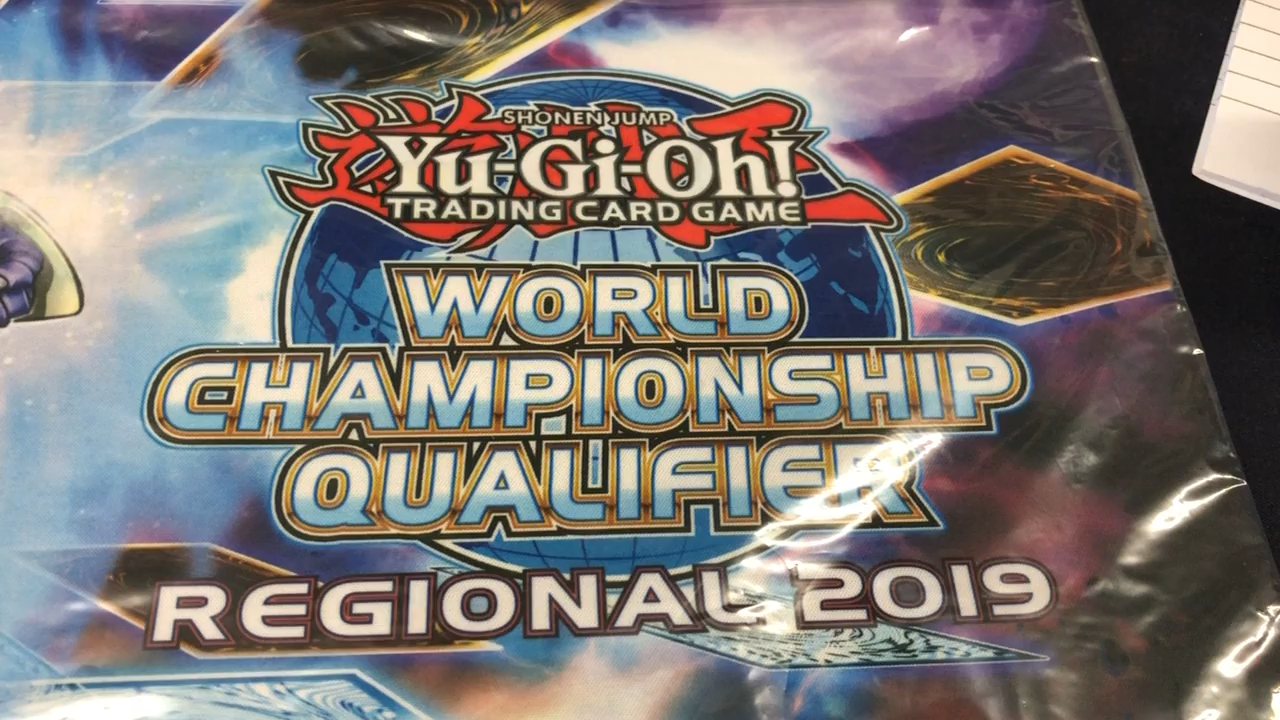 SHONEN JUMP
Yu-Gi-Oh!
TRADING CARD GAME
WORLD
CHAMPIONSHIP
QUALIFIER
REGIONAL 2019